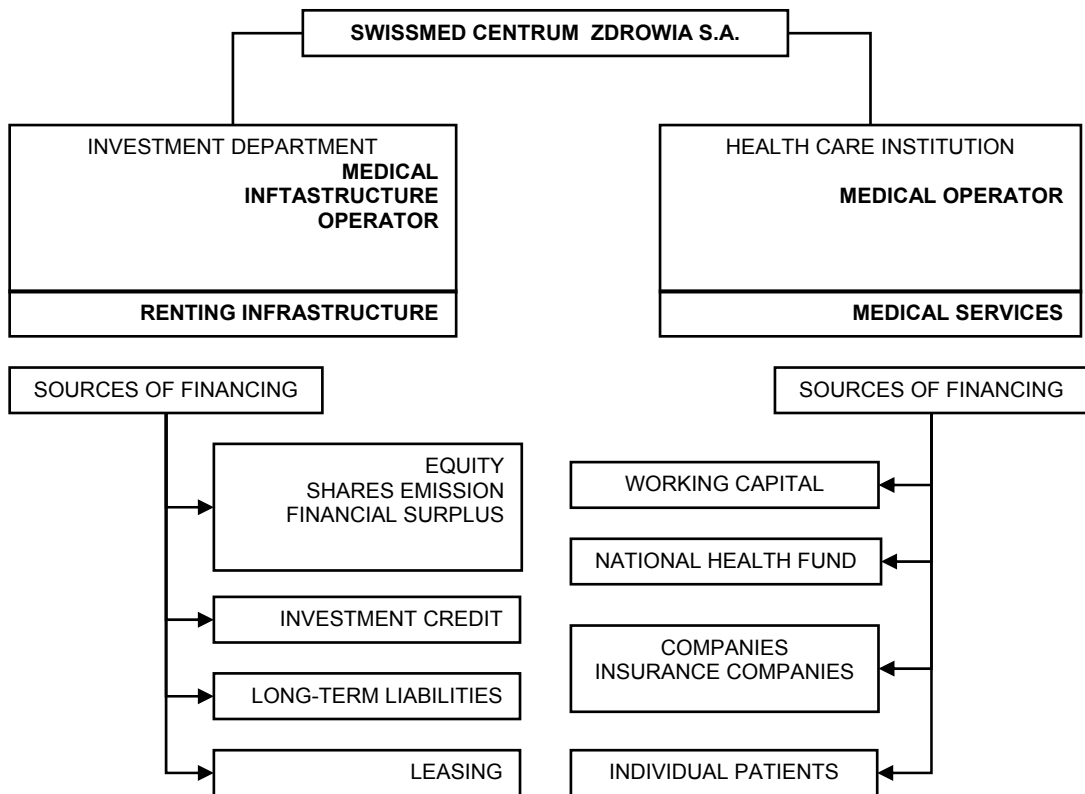 SWISSMED CENTRUM ZDROWIA S.A.
INVESTMENT DEPARTMENT
MEDICAL
INFTASTRUCTURE
OPERATOR
RENTING INFRASTRUCTURE
HEALTH CARE INSTITUTION
MEDICAL OPERATOR
MEDICAL SERVICES
SOURCES OF FINANCING
EQUITY
SHARES EMISSION
FINANCIAL SURPLUS
INVESTMENT CREDIT
LONG-TERM LIABILITIES
LEASING
SOURCES OF FINANCING
WORKING CAPITAL
NATIONAL HEALTH FUND
COMPANIES
INSURANCE COMPANIES
INDIVIDUAL PATIENTS